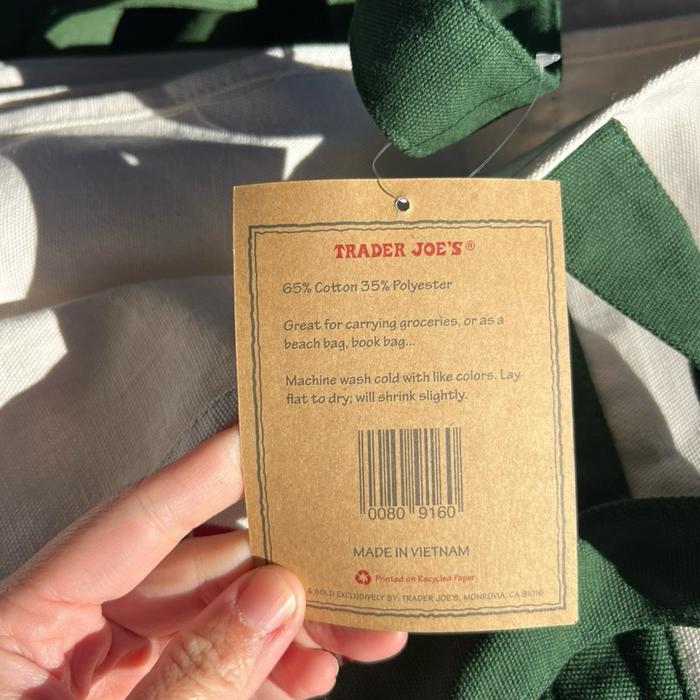 TRADER JOE'S®
65% Cotton 35% Polyester
Great for carrying groceries, or as a
beach bag, book bag...
Machine wash cold with like colors. Lay
flat to dry; will shrink slightly.
0080 9160
MADE IN VIETNAM
Printed on Recycled Paper
SOLD EXCLUSIVELY BY: TRADER JOE'S, MONROVIA, CA 91016